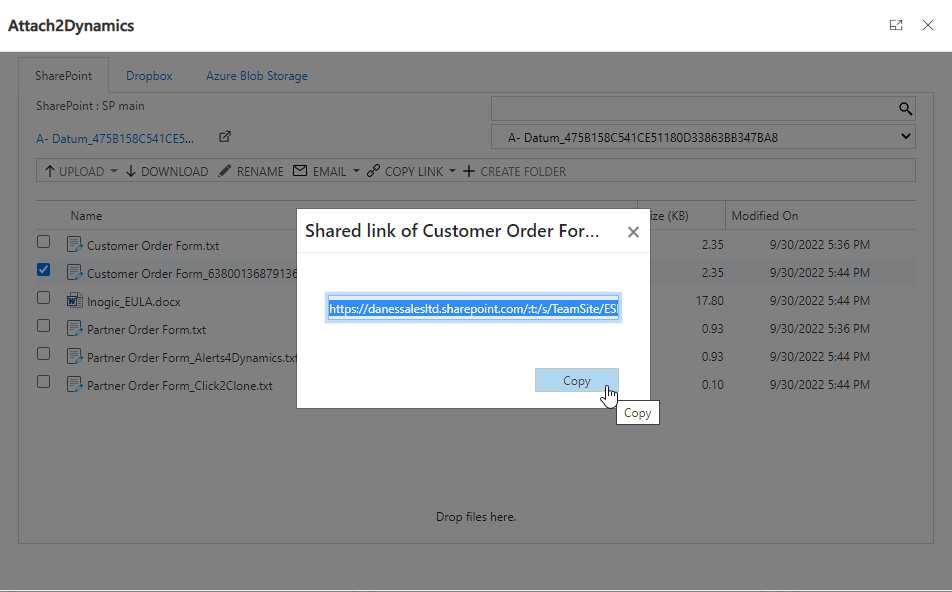 Attach2Dynamics
SharePoint Dropbox Azure Blob Storage
SharePoint : SP main
A- Datum_475B158C541CE5... A- Datum_475B158C541CE51180D33863BB347BA8
UPLOAD DOWNLOAD RENAME EMAIL COPY LINK CREATE FOLDER
Name (KB) Modified On
Customer Order Form.txt 2.35 9/30/2022 5:36 PM
Customer Order Form_63800136879136 2.35 9/30/2022 5:44 PM
Inogic_EULA.docx 17.80 9/30/2022 5:44 PM
Partner Order Form.txt 0.93 9/30/2022 5:36 PM
Partner Order Form_Alerts4Dynamics.txt 0.93 9/30/2022 5:44 PM
Partner Order Form_Click2Clone.txt 0.10 9/30/2022 5:44 PM
Shared link of Customer Order For...
https://danessalesltd.sharepoint.com/:t:/s/TeamSite/ES
Copy
Copy
Drop files here.